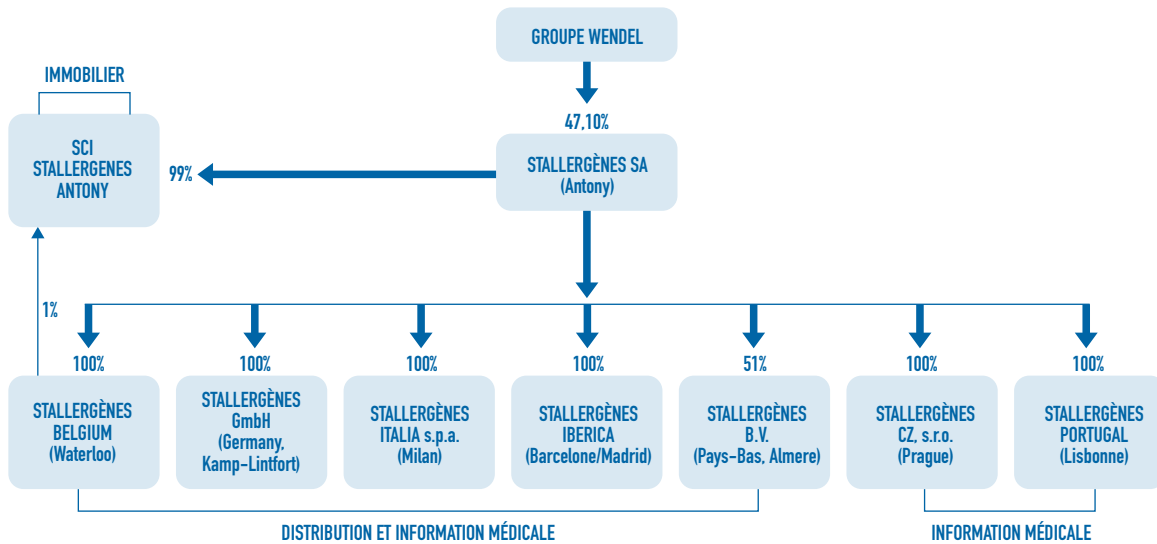 GROUPE WENDEL
IMMOBILIER
47,10%
SCI
STALLERGENES
ANTONY
99%
STALLERGÈNES SA
(Antony)
1%
100%
100%
100%
100%
51%
100%
100%
STALLERGÈNES
BELGIUM
(Waterloo)
STALLERGÈNES
GmbH
(Germany,
Kamp-Lintfort)
STALLERGÈNES
ITALIA s.p.a.
(Milan)
STALLERGÈNES
IBERICA
(Barcelone/Madrid)
STALLERGÈNES
B.V.
(Pays-Bas, Almere)
STALLERGÈNES
CZ, s.r.o.
(Prague)
STALLERGÈNES
PORTUGAL
(Lisbonne)
DISTRIBUTION ET INFORMATION MÉDICALE
INFORMATION MÉDICALE